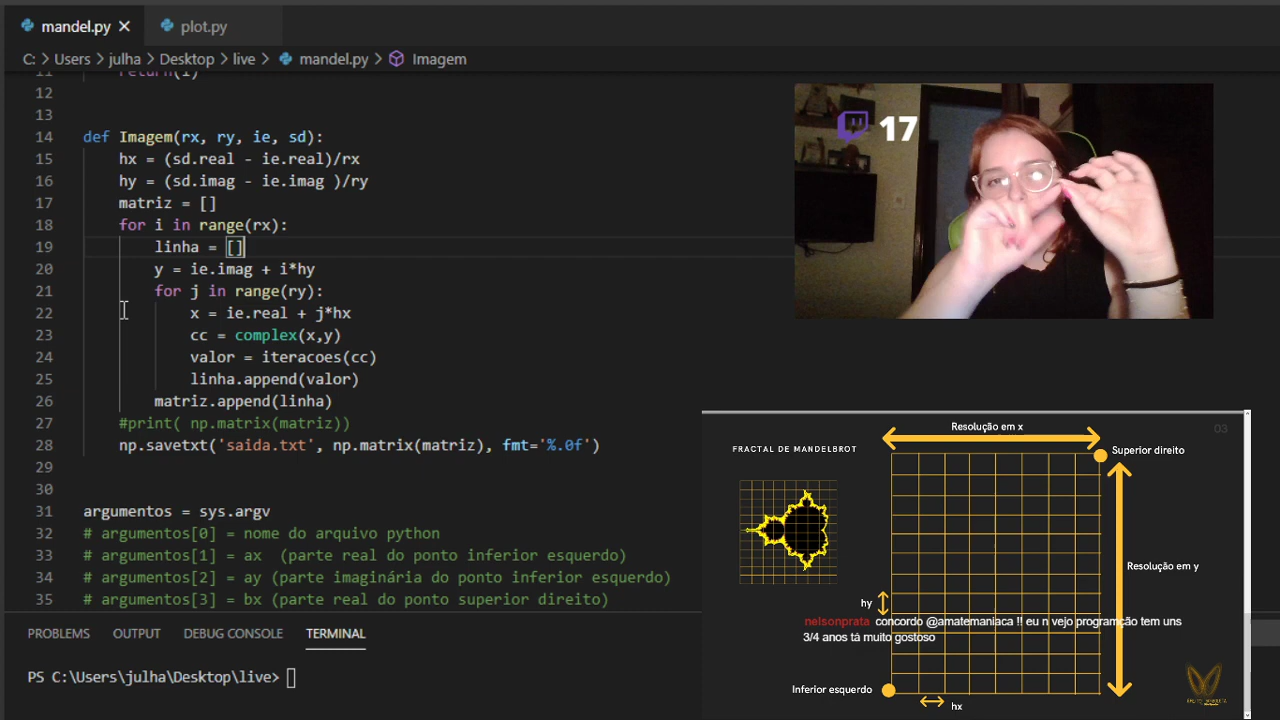 mandel.py
plot.py
C: > Users > julha > Desktop > live > mandel.py > Imagem
11 return(i)
12
13
14 def Imagem(rx, ry, ie, sd):
15 hx = (sd.real - ie.real)/rx
16 hy = (sd.imag - ie.imag )/ry
17 matriz = []
18 for i in range(rx):
19 linha = []
20 y = ie.imag + i*hy
21 for j in range(ry):
22 x = ie.real + j*hx
23 cc = complex(x,y)
24 valor = iteracoes(cc)
25 linha.append(valor)
26 matriz.append(linha)
27 #print( np.matrix(matriz))
28 np.savetxt('saida.txt', np.matrix(matriz), fmt='%.0f')
29
30
31 argumentos = sys.argv
32 # argumentos[0] = nome do arquivo python
33 # argumentos[1] = ax (parte real do ponto inferior esquerdo)
34 # argumentos[2] = ay (parte imaginária do ponto inferior esquerdo)
35 # argumentos[3] = bx (parte real do ponto superior direito)
PROBLEMS OUTPUT DEBUG CONSOLE TERMINAL
PS C:\Users\julha\Desktop\live>
17
Resolução em x
03
FRACTAL DE MANDELBROT
Superior direito
Resolução em y
hy
nelsonprata concordo @amatemaniaca !! eu n vejo programção tem uns
3/4 anos tá muito gostoso
Inferior esquerdo
hx